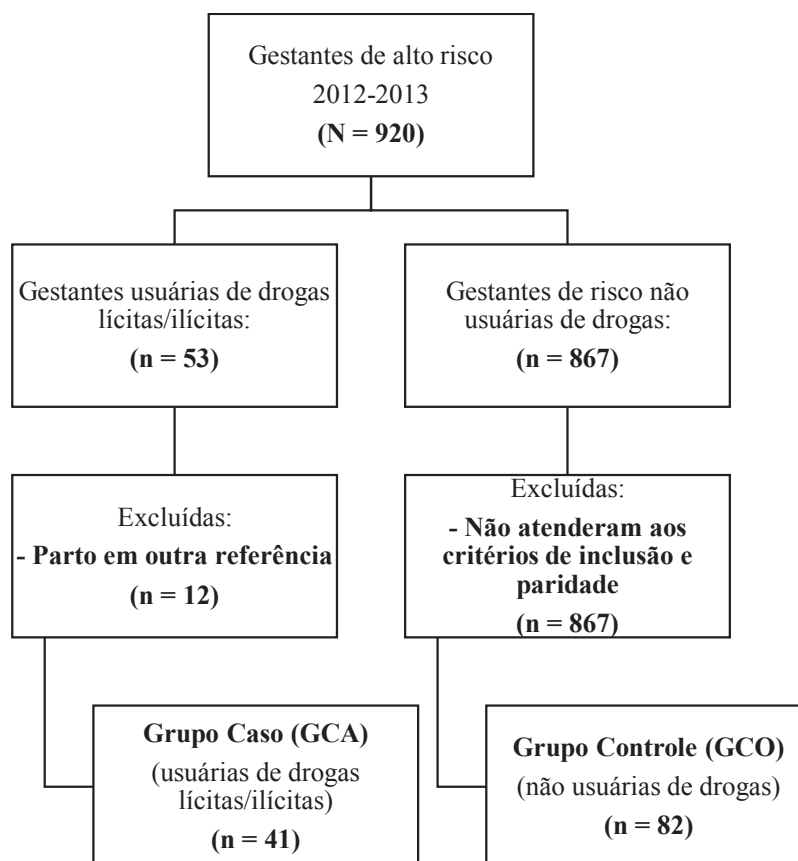 Gestantes de alto risco
2012-2013
(N = 920)
Gestantes usuárias de drogas
lícitas/ilícitas:
(n = 53)
Gestantes de risco não
usuárias de drogas:
(n = 867)
Excluídas:
- Parto em outra referência
(n = 12)
Excluídas:
- Não atenderam aos
critérios de inclusão e
paridade
(n = 867)
Grupo Caso (GCA)
(usuárias de drogas
lícitas/ilícitas)
(n = 41)
Grupo Controle (GCO)
(não usuárias de drogas)
(n = 82)